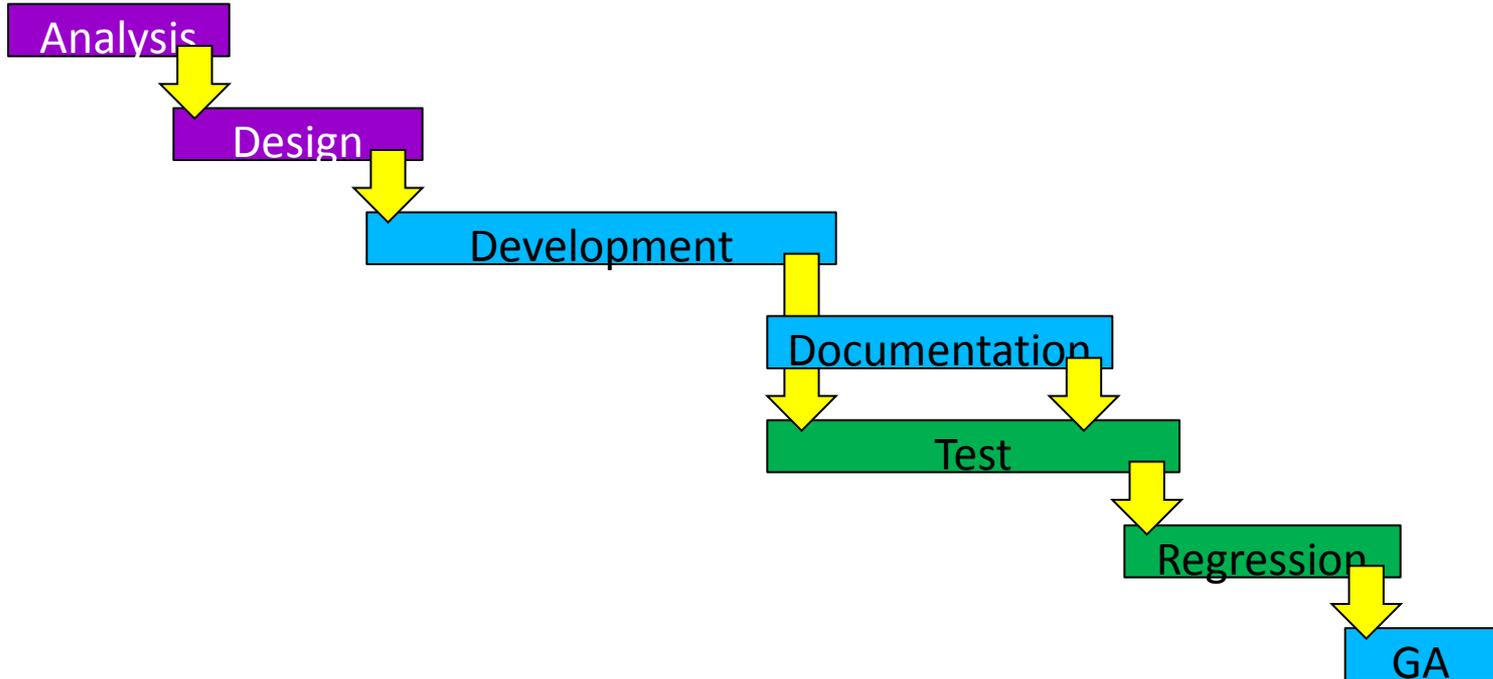 Analysis
Design
Development
Documentation
Test
Regression
GA